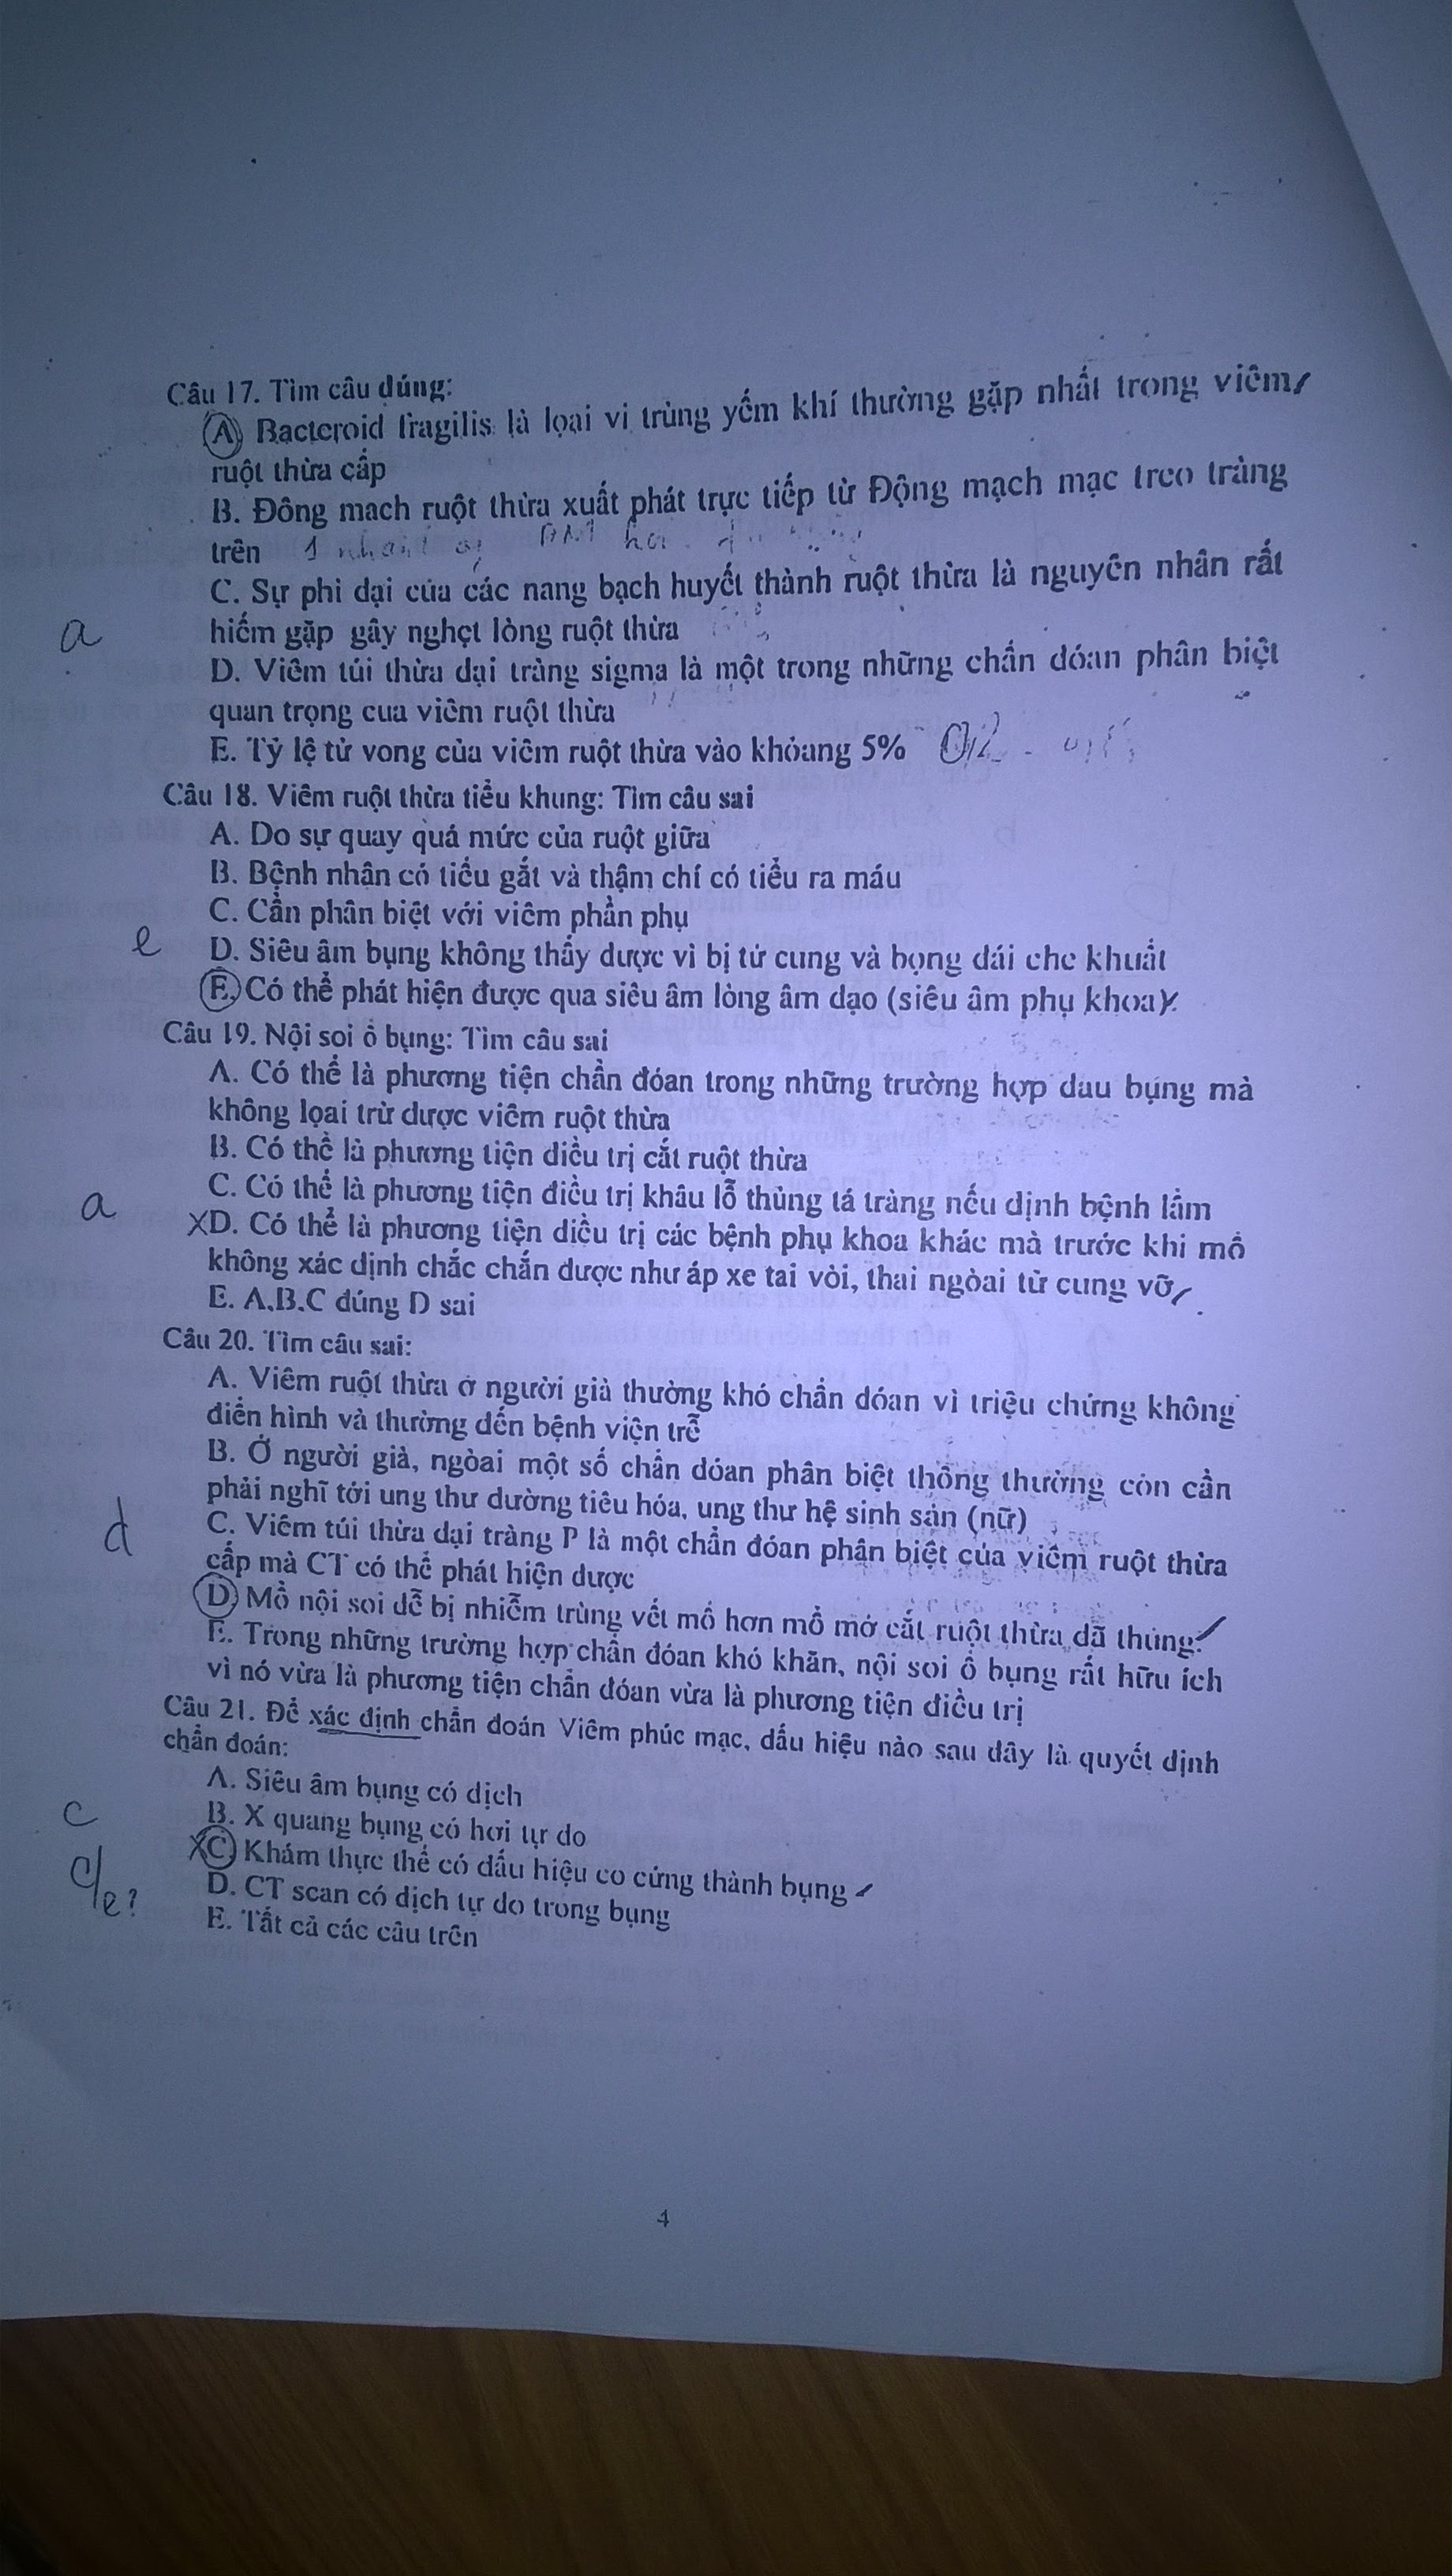 Câu 17. Tìm câu đúng:
A. Bacteroid fragilis là lọai vi trùng yếm khí thường gặp nhất trong viêm
ruột thừa cấp
B. Đông mach ruột thừa xuất phát trực tiếp từ Động mạch mạc treo tràng
trên 1 nhánh
C. Sự phì đại của các nang bạch huyết thành ruột thừa là nguyên nhân rất
hiếm gặp gây nghẹt lòng ruột thừa
a
D. Viêm túi thừa đại tràng sigma là một trong những chẩn đóan phân biệt
quan trọng cua viêm ruột thừa
E. Tỷ lệ tử vong của viêm ruột thừa vào khỏang 5%
Câu 18. Viêm ruột thừa tiểu khung: Tìm câu sai
A. Do sự quay quá mức của ruột giữa
B. Bệnh nhân có tiểu gắt và thậm chí có tiểu ra máu
C. Cần phân biệt với viêm phần phụ
e D. Siêu âm bụng không thấy được vì bị tử cung và bọng đái che khuất
E. Có thể phát hiện được qua siêu âm lòng âm đạo (siêu âm phụ khoa)
Câu 19. Nội soi ổ bụng: Tìm câu sai
A. Có thể là phương tiện chẩn đóan trong những trường hợp đau bụng mà
không lọai trừ được viêm ruột thừa
B. Có thể là phương tiện điều trị cắt ruột thừa
a C. Có thể là phương tiện điều trị khâu lỗ thủng tá tràng nếu định bệnh lầm
XD. Có thể là phương tiện điều trị các bệnh phụ khoa khác mà trước khi mổ
không xác định chắc chắn được như áp xe tai vòi, thai ngòai tử cung vỡ
E. A,B,C đúng D sai
Câu 20. Tìm câu sai:
A. Viêm ruột thừa ở người già thường khó chẩn đóan vì triệu chứng không
điển hình và thường đến bệnh viện trễ
B. Ở người già, ngòai một số chẩn đóan phân biệt thông thường còn cần
phải nghĩ tới ung thư đường tiêu hóa, ung thư hệ sinh sản (nữ)
d C. Viêm túi thừa đại tràng P là một chẩn đóan phân biệt của viêm ruột thừa
cấp mà CT có thể phát hiện được
D. Mổ nội soi dễ bị nhiễm trùng vết mổ hơn mổ mở cắt ruột thừa đã thủng.
E. Trong những trường hợp chẩn đóan khó khăn, nội soi ổ bụng rất hữu ích
vì nó vừa là phương tiện chẩn đóan vừa là phương tiện điều trị
Câu 21. Để xác định chẩn đoán Viêm phúc mạc, dấu hiệu nào sau đây là quyết định
chẩn đoán:
A. Siêu âm bụng có dịch
c B. X quang bụng có hơi tự do
XC. Khám thực thể có dấu hiệu co cứng thành bụng
c/e? D. CT scan có dịch tự do trong bụng
E. Tất cả các câu trên
4